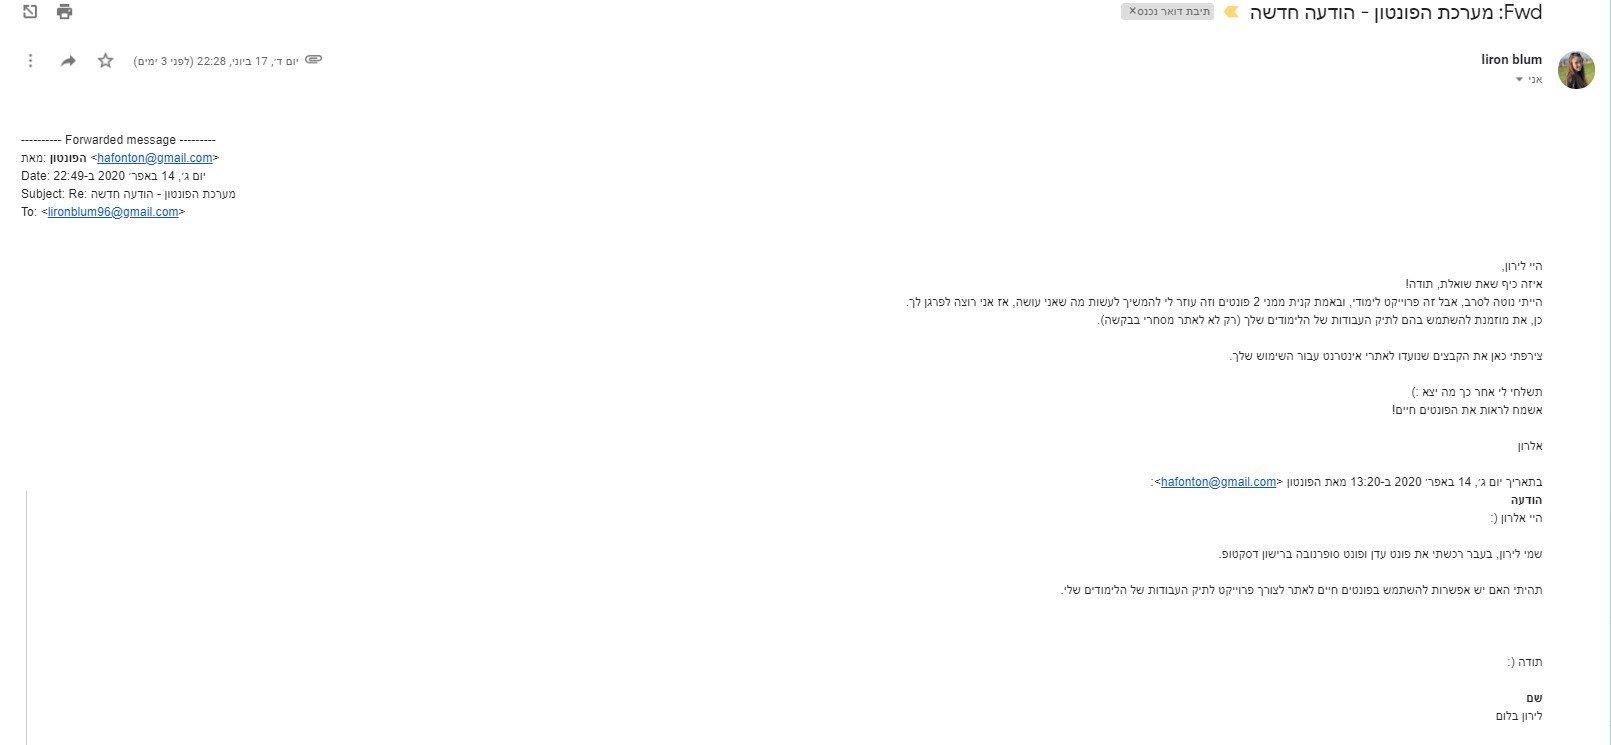 Fwd: מערכת הפונטון - הודעה חדשה
תיבת דואר נכנס ×
liron blum
יום ד׳, 17 ביוני, 22:28 (לפני 3 ימים)
אני
---------- Forwarded message ---------
מאת: הפונטון <hafonton@gmail.com>
Date: יום ג׳, 14 באפר׳ 2020 ב-22:49
Subject: Re: מערכת הפונטון - הודעה חדשה
To: <lironblum96@gmail.com>
היי לירון,
איזה כיף שאת שואלת, תודה!
הייתי נוטה לסרב, אבל זה פרוייקט לימודי, ובאמת קנית ממני 2 פונטים וזה עוזר לי להמשיך לעשות מה שאני עושה, אז אני רוצה לפרגן לך.
כן, את מוזמנת להשתמש בהם לתיק העבודות של הלימודים שלך (רק לא לאתר מסחרי בבקשה).
צירפתי כאן את הקבצים שנועדו לאתרי אינטרנט עבור השימוש שלך.
תשלחי לי אחר כך מה יצא :)
אשמח לראות את הפונטים חיים!
אלרון
בתאריך יום ג׳, 14 באפר׳ 2020 ב-13:20 מאת הפונטון <hafonton@gmail.com>:
הודעה
היי אלרון (:
שמי לירון, בעבר רכשתי את פונט עדן ופונט סופרנובה ברישון דסקטופ.
תהיתי האם יש אפשרות להשתמש בפונטים חיים לאתר לצורך פרוייקט לתיק העבודות של הלימודים שלי.
תודה (:
שם
לירון בלום